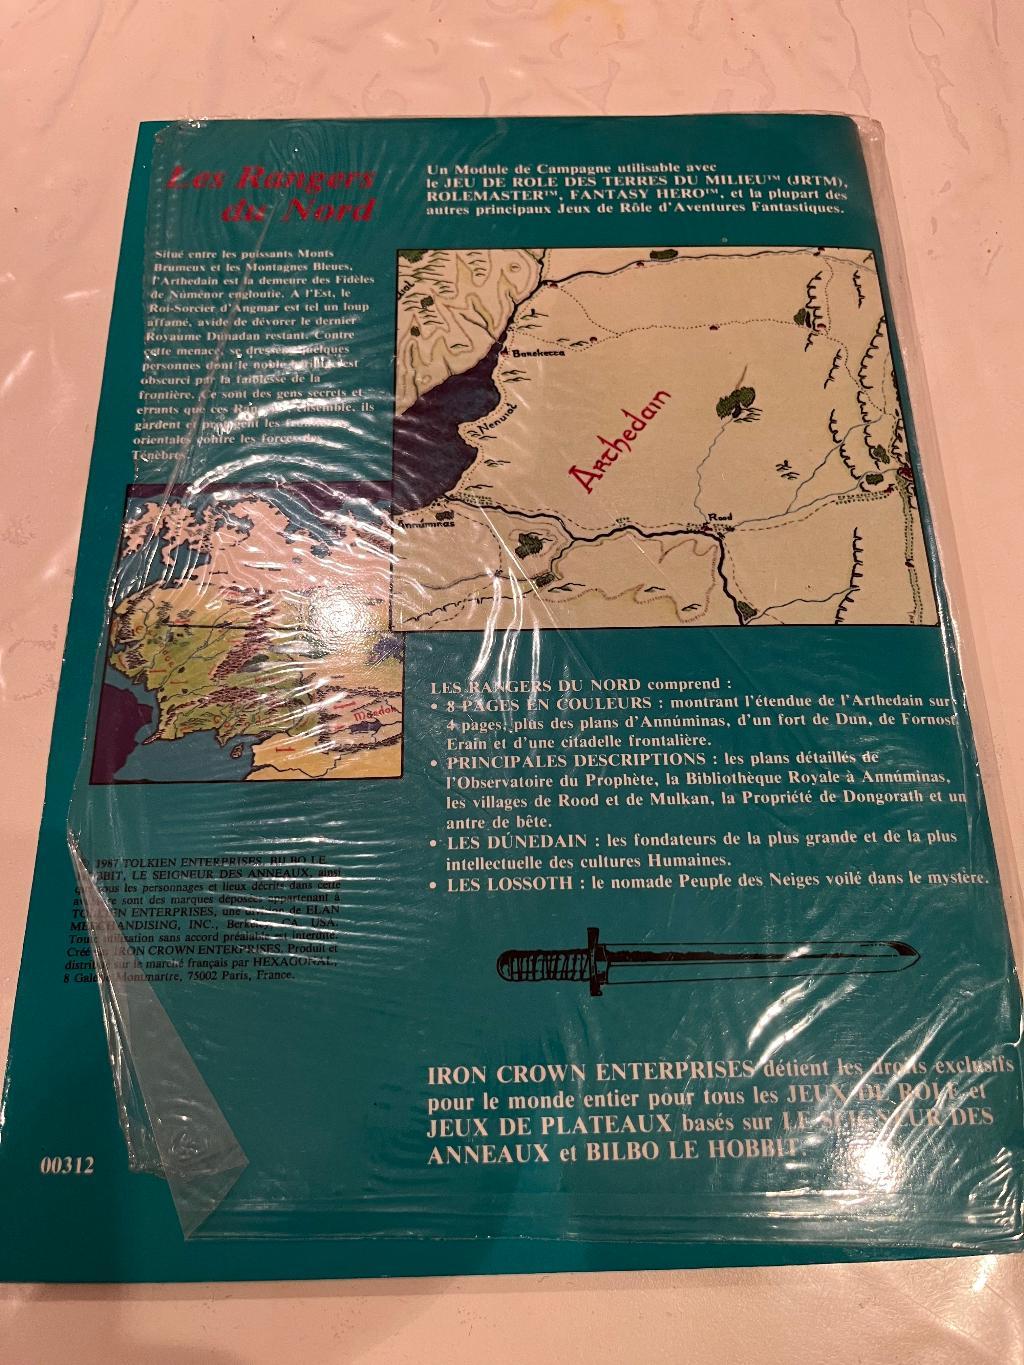 Les Rangers
du Nord
Situé entre les puissants Monts
Brumeux et les Montagnes Bleues,
l'Arthedain est la demeure des Fidèles
de Númenor engloutie. A l'Est, le
Roi-Sorcier d'Angmar est tel un loup
affamé, avide de dévorer le dernier
Royaume Dúnadan restant. Contre
cette menace, se dressent quelques
personnes dont le noble est
obscurci par la faiblesse de la
frontière. Ce sont des gens secrets et
errants que ces Rangers. Ensemble, ils
gardent et protègent les frontières
orientales contre les forces des
Ténèbres.
Un Module de Campagne utilisable avec
le JEU DE ROLE DES TERRES DU MILIEU™ (JRTM),
ROLEMASTER™, FANTASY HERO™, et la plupart des
autres principaux Jeux de Rôle d'Aventures Fantastiques.
Banekecca
Nenuial
Arthedain
Annúminas
Rood
LES RANGERS DU NORD comprend :
• 8 PAGES EN COULEURS : montrant l'étendue de l'Arthedain sur
4 pages, plus des plans d'Annúminas, d'un fort de Dun, de Fornost
Erain et d'une citadelle frontalière.
• PRINCIPALES DESCRIPTIONS : les plans détaillés de
l'Observatoire du Prophète, la Bibliothèque Royale à Annúminas,
les villages de Rood et de Mulkan, la Propriété de Dongorath et un
antre de bête.
• LES DÚNEDAIN : les fondateurs de la plus grande et de la plus
intellectuelle des cultures Humaines.
• LES LOSSOTH : le nomade Peuple des Neiges voilé dans le mystère.
© 1987 TOLKIEN ENTERPRISES, BILBO LE
HOBBIT, LE SEIGNEUR DES ANNEAUX, ainsi
que tous les personnages et lieux décrits dans cette
aventure sont des marques déposées appartenant à
TOLKIEN ENTERPRISES, une division de ELAN
MERCHANDISING, INC., Berkeley, CA, USA.
Toute utilisation sans accord préalable est interdite.
Créé par IRON CROWN ENTERPRISES. Produit et
distribué sur le marché français par HEXAGONAL,
8 Galerie Montmartre, 75002 Paris, France.
IRON CROWN ENTERPRISES détient les droits exclusifs
pour le monde entier pour tous les JEUX DE ROLE et
JEUX DE PLATEAUX basés sur LE SEIGNEUR DES
ANNEAUX et BILBO LE HOBBIT.
00312